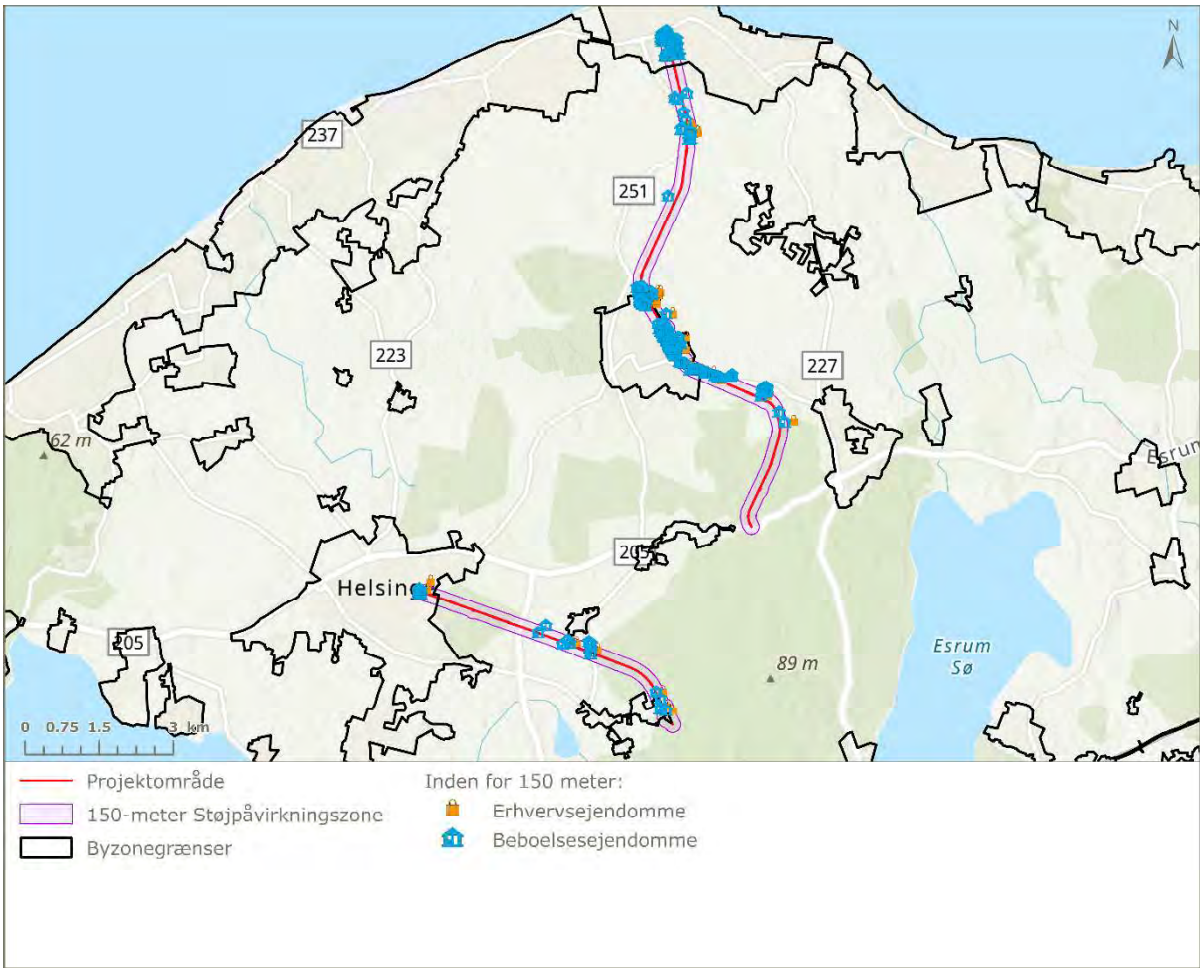 N
237
251
223
227
62 m
Esrum
205
Helsing
205
89 m
Esrum
Sø
0 0.75 1.5 3 km
Projektområde
Inden for 150 meter:
150-meter Støjpåvirkningszone
Erhvervsejendomme
Byzonegrænser
Beboelsesejendomme